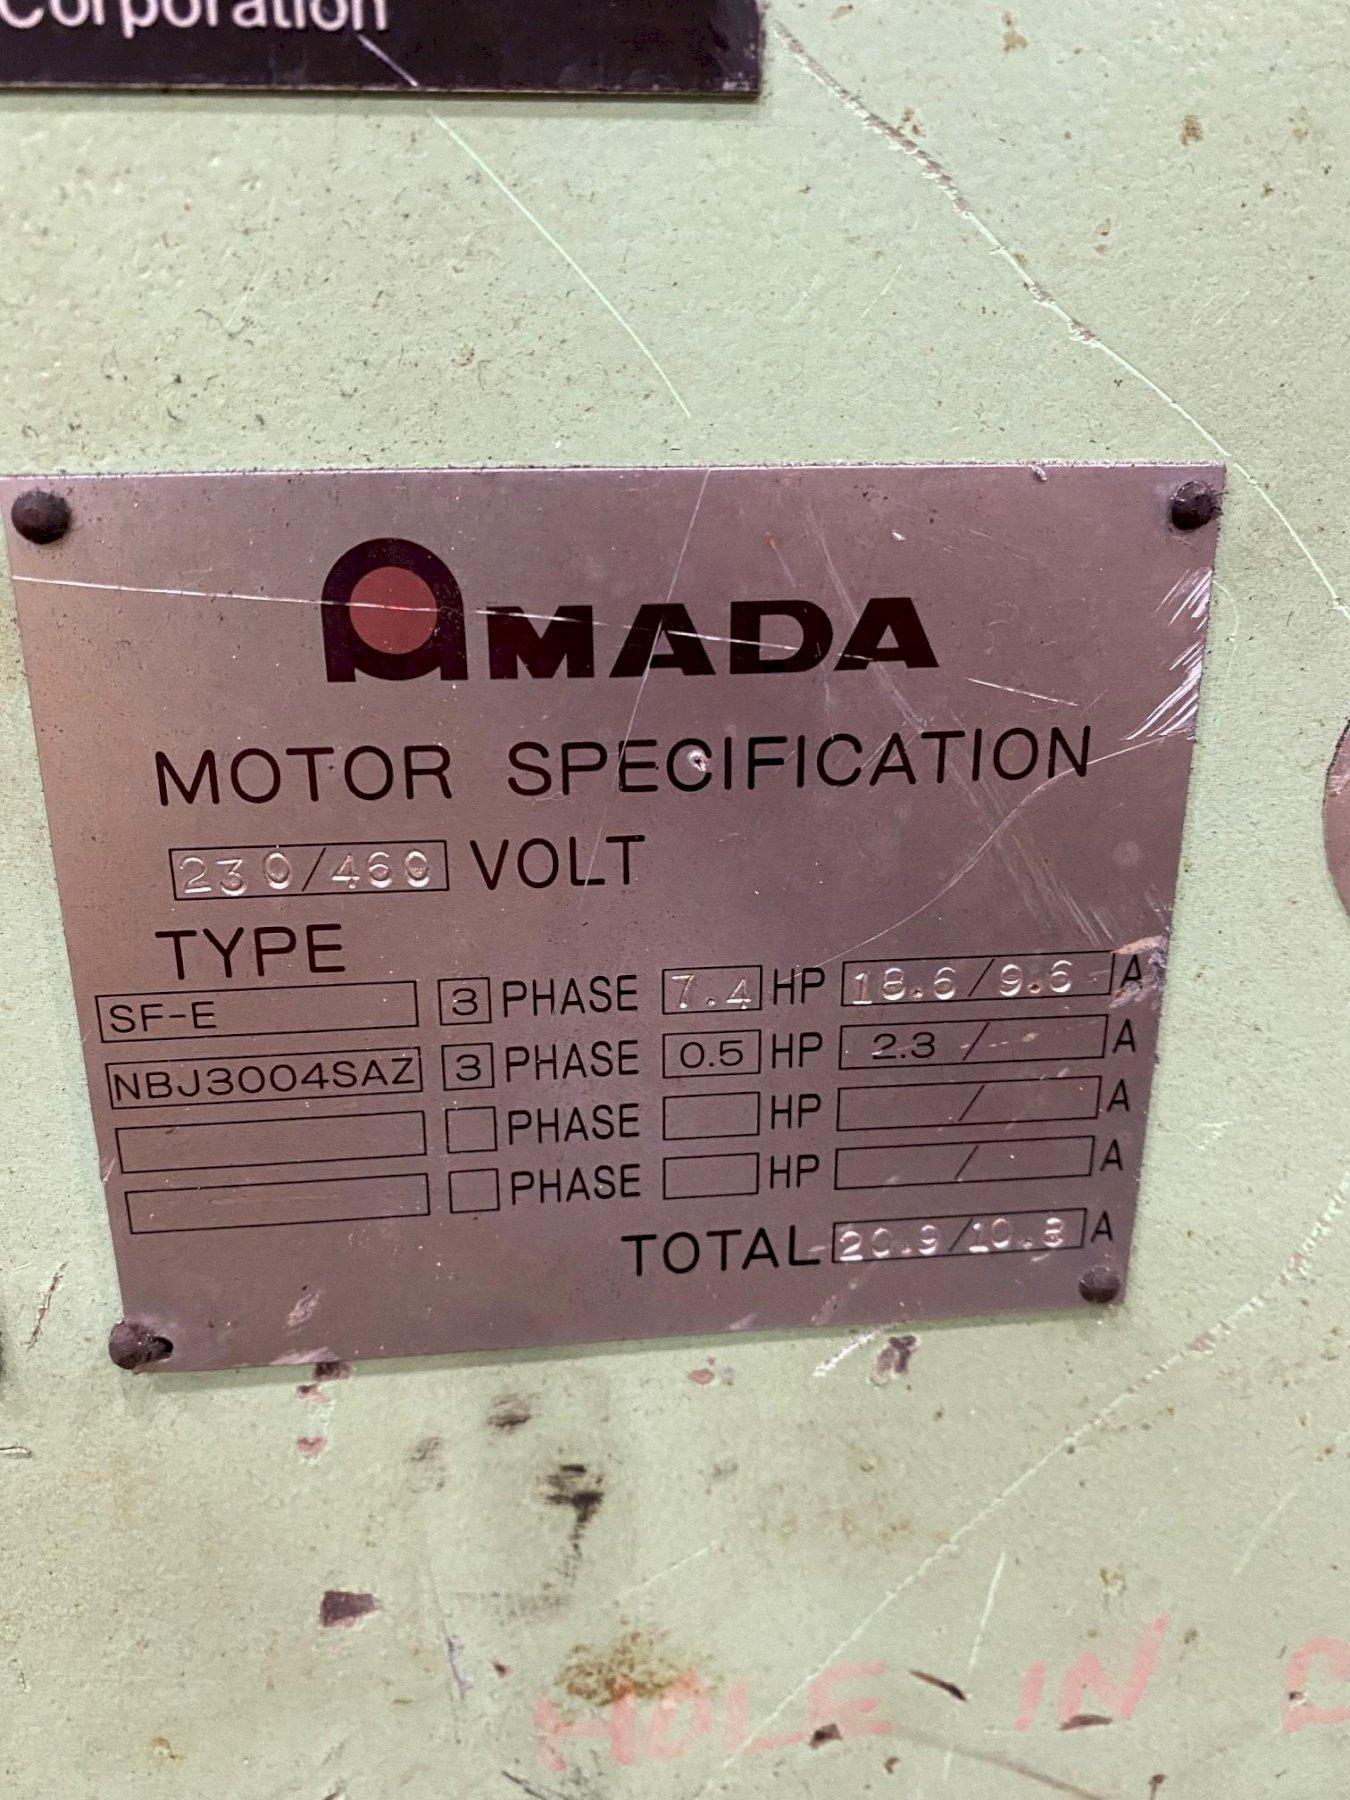 Corporation
AMADA
MOTOR SPECIFICATION
230/460 VOLT
TYPE
SF-E 3 PHASE 7.4 HP 18.6/9.6 A
NBJ3004SAZ 3 PHASE 0.5 HP 2.3 / A
PHASE HP / A
PHASE HP / A
TOTAL 20.9/10.8 A
HOLE IN